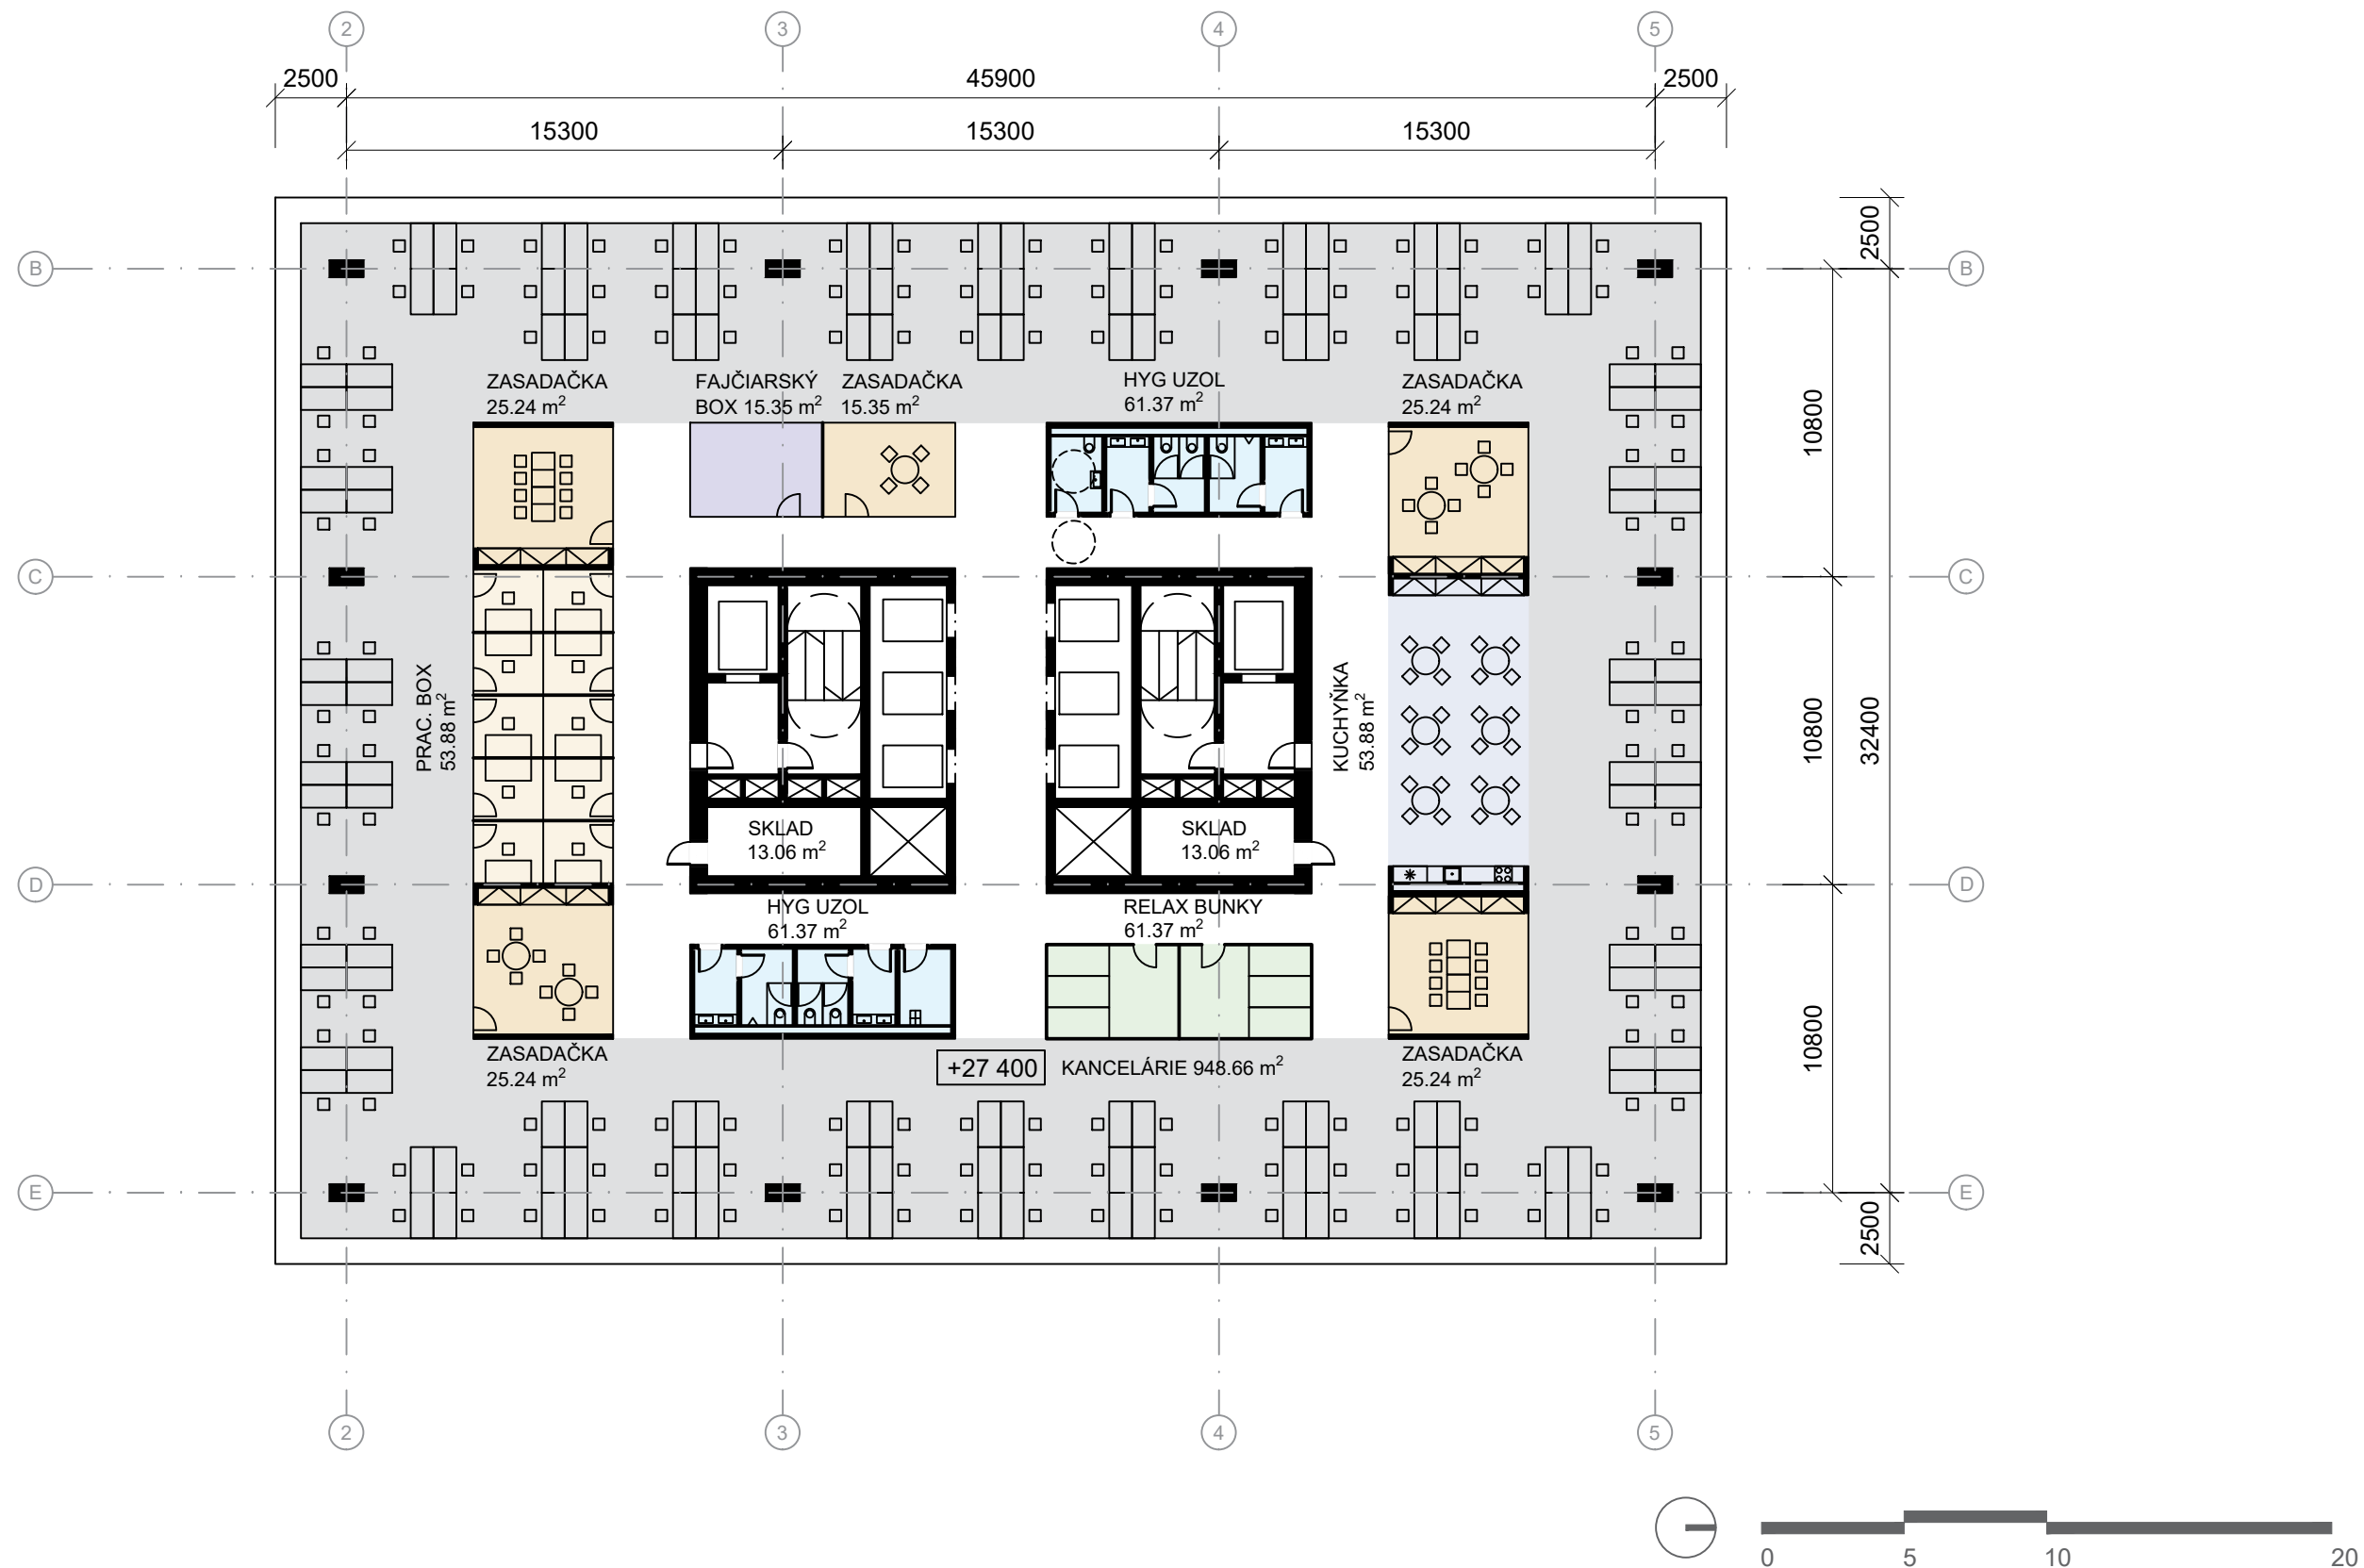 2 3 4 5
2500 45900 2500
15300 15300 15300
2500
B B
ZASADAČKA
25.24 m²
FAJČIARSKÝ
BOX 15.35 m²
ZASADAČKA
15.35 m²
HYG UZOL
61.37 m²
ZASADAČKA
25.24 m²
10800
C C
PRAC. BOX
53.88 m²
KUCHYŇKA
53.88 m²
10800
32400
SKLAD
13.06 m²
SKLAD
13.06 m²
D D
HYG UZOL
61.37 m²
RELAX BUNKY
61.37 m²
10800
ZASADAČKA
25.24 m²
+27 400
KANCELÁRIE 948.66 m²
ZASADAČKA
25.24 m²
E E
2500
2 3 4 5
0 5 10 20